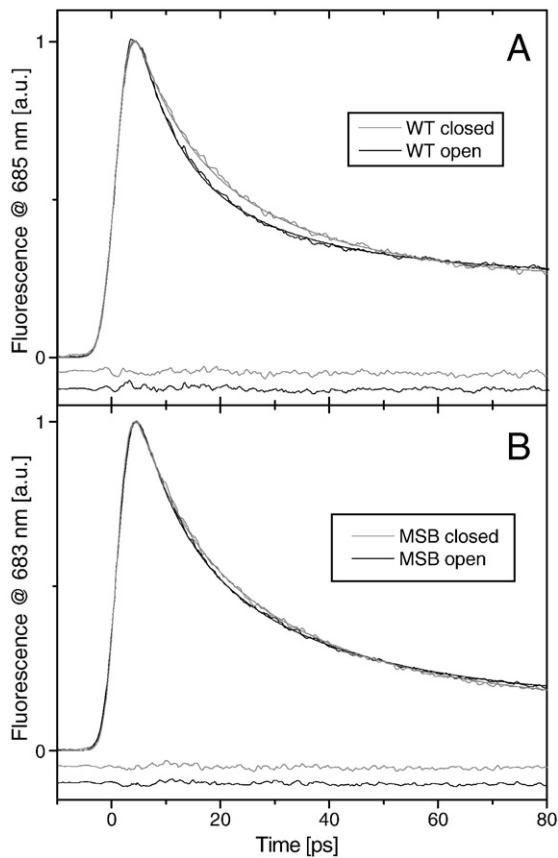 A
1
0
Fluorescence @ 685 nm [a.u.]
WT closed
WT open
B
1
0
Fluorescence @ 683 nm [a.u.]
MSB closed
MSB open
0 20 40 60 80
Time [ps]